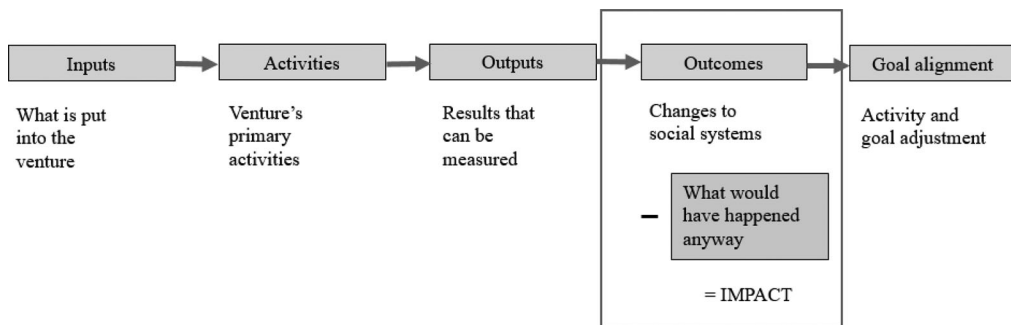 Inputs
Activities
Outputs
Outcomes
Goal alignment
What is put
into the
venture
Venture's
primary
activities
Results that
can be
measured
Changes to
social systems
Activity and
goal adjustment
– What would
have happened
anyway
= IMPACT